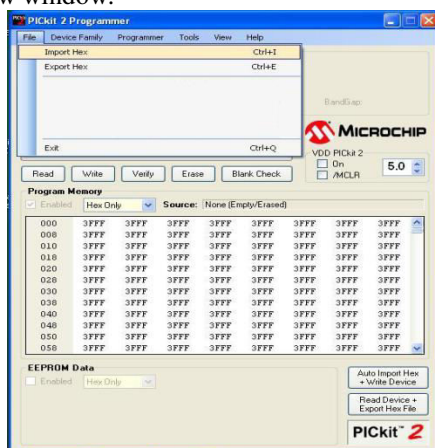 PICkit 2 Programmer
File Device Family Programmer Tools View Help
Import Hex Ctrl+I
Export Hex Ctrl+E
Exit Ctrl+Q
BandGap:
MICROCHIP
VDD PICkit 2
On
/MCLR
5.0
Read Write Verify Erase Blank Check
Program Memory
Enabled Hex Only Source: None (Empty/Erased)
000 3FFF 3FFF 3FFF 3FFF 3FFF 3FFF 3FFF 3FFF
008 3FFF 3FFF 3FFF 3FFF 3FFF 3FFF 3FFF 3FFF
010 3FFF 3FFF 3FFF 3FFF 3FFF 3FFF 3FFF 3FFF
018 3FFF 3FFF 3FFF 3FFF 3FFF 3FFF 3FFF 3FFF
020 3FFF 3FFF 3FFF 3FFF 3FFF 3FFF 3FFF 3FFF
028 3FFF 3FFF 3FFF 3FFF 3FFF 3FFF 3FFF 3FFF
030 3FFF 3FFF 3FFF 3FFF 3FFF 3FFF 3FFF 3FFF
038 3FFF 3FFF 3FFF 3FFF 3FFF 3FFF 3FFF 3FFF
040 3FFF 3FFF 3FFF 3FFF 3FFF 3FFF 3FFF 3FFF
048 3FFF 3FFF 3FFF 3FFF 3FFF 3FFF 3FFF 3FFF
050 3FFF 3FFF 3FFF 3FFF 3FFF 3FFF 3FFF 3FFF
058 3FFF 3FFF 3FFF 3FFF 3FFF 3FFF 3FFF 3FFF
EEPROM Data
Enabled Hex Only
Auto Import Hex
+ Write Device
Read Device +
Export Hex File
PICkit™ 2